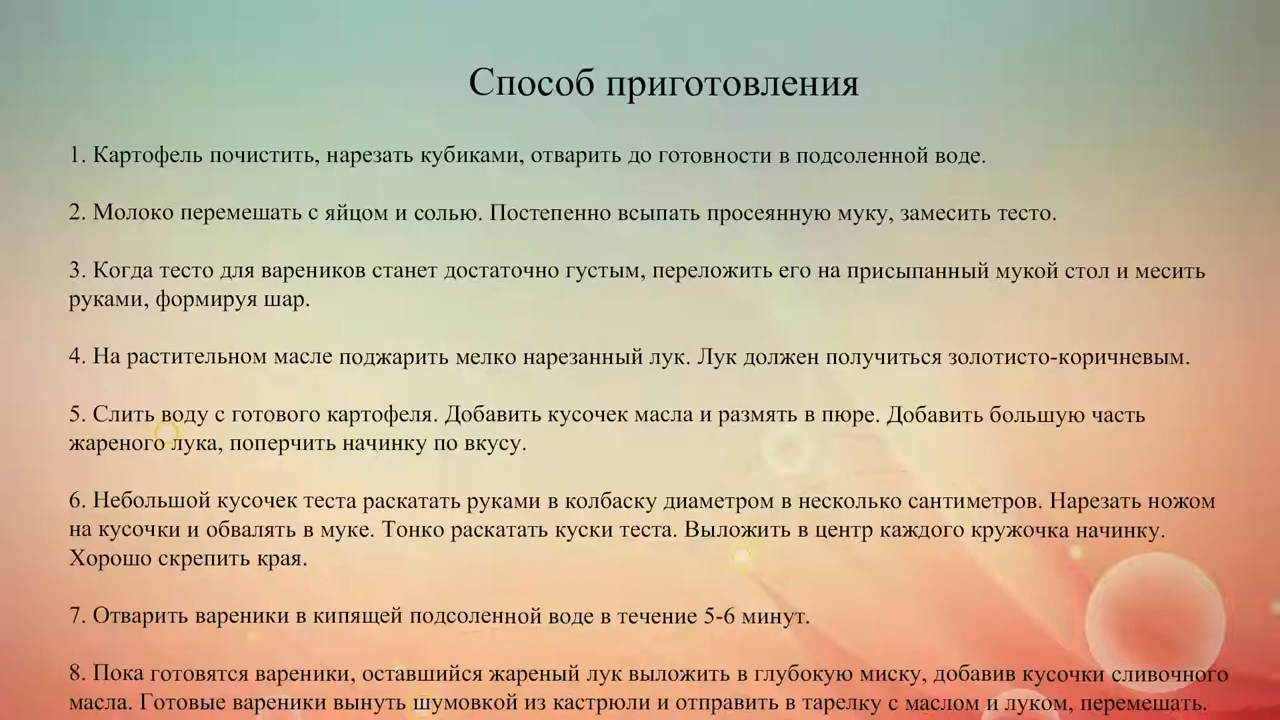 Способ приготовления
1. Картофель почистить, нарезать кубиками, отварить до готовности в подсоленной воде.
2. Молоко перемешать с яйцом и солью. Постепенно всыпать просеянную муку, замесить тесто.
3. Когда тесто для вареников станет достаточно густым, переложить его на присыпанный мукой стол и месить
руками, формируя шар.
4. На растительном масле поджарить мелко нарезанный лук. Лук должен получиться золотисто-коричневым.
5. Слить воду с готового картофеля. Добавить кусочек масла и размять в пюре. Добавить большую часть
жареного лука, поперчить начинку по вкусу.
6. Небольшой кусочек теста раскатать руками в колбаску диаметром в несколько сантиметров. Нарезать ножом
на кусочки и обвалять в муке. Тонко раскатать куски теста. Выложить в центр каждого кружочка начинку.
Хорошо скрепить края.
7. Отварить вареники в кипящей подсоленной воде в течение 5-6 минут.
8. Пока готовятся вареники, оставшийся жареный лук выложить в глубокую миску, добавив кусочки сливочного
масла. Готовые вареники вынуть шумовкой из кастрюли и отправить в тарелку с маслом и луком, перемешать.